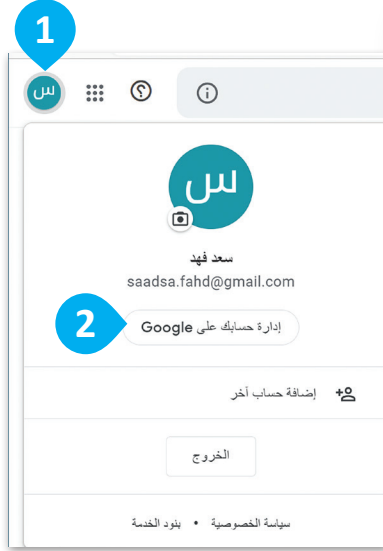 1
س
س
سعد فهد
saadsa.fahd@gmail.com
2
إدارة حسابك على Google
إضافة حساب آخر
الخروج
سياسة الخصوصية • بنود الخدمة